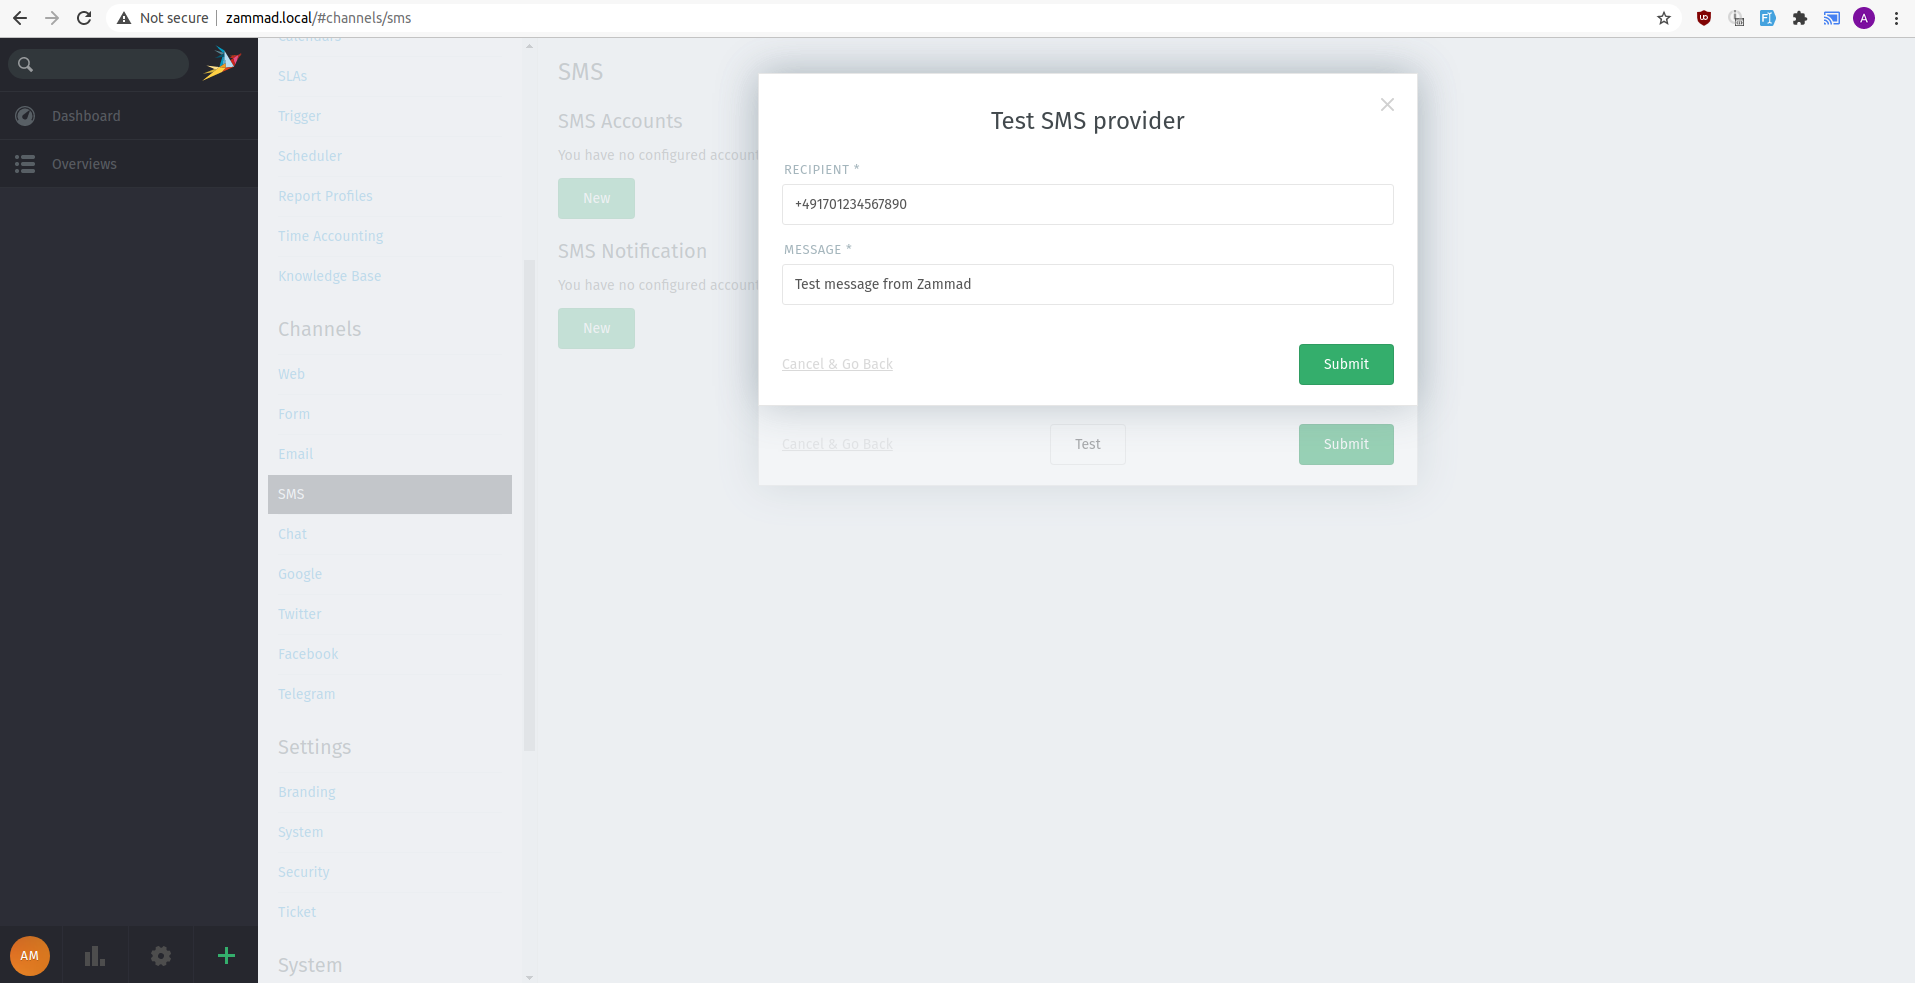 Not secure
zammad.local/#channels/sms
A
Dashboard
Overviews
AM
Calendars
SLAs
Trigger
Scheduler
Report Profiles
Time Accounting
Knowledge Base
Channels
Web
Form
Email
SMS
Chat
Google
Twitter
Facebook
Telegram
Settings
Branding
System
Security
Ticket
System
SMS
SMS Accounts
You have no configured account
New
SMS Notification
You have no configured account
New
Test SMS provider
RECIPIENT *
+491701234567890
MESSAGE *
Test message from Zammad
Cancel & Go Back
Submit
Cancel & Go Back
Test
Submit